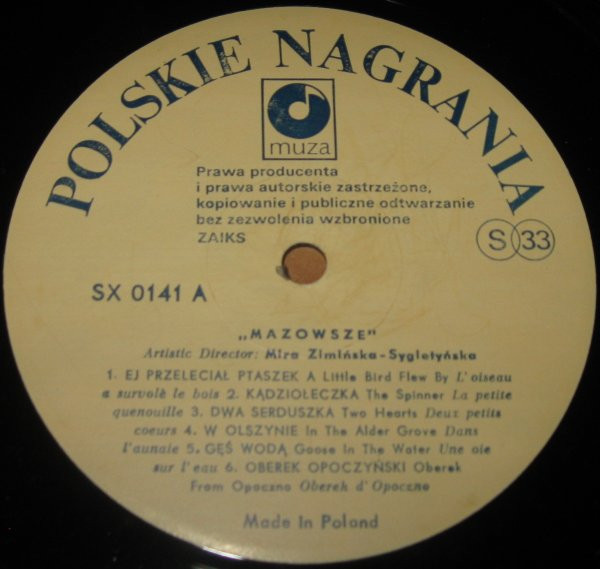 POLSKIE NAGRANIA
muza
Prawa producenta
i prawa autorskie zastrzeżone,
kopiowanie i publiczne odtwarzanie
bez zezwolenia wzbronione
ZAIKS
S 33
SX 0141 A
„MAZOWSZE"
Artistic Director: Mira Zimińska-Sygietyńska
1. EJ PRZELECIAŁ PTASZEK A Little Bird Flew By L'oiseau
a survolè le bois 2. KĄDZIOŁECZKA The Spinner La petite
quenouille 3. DWA SERDUSZKA Two Hearts Deux petits
coeurs 4. W OLSZYNIE In The Alder Grove Dans
l'aunaie 5. GĘŚ WODĄ Goose In The Water Une oie
sur l'eau 6. OBEREK OPOCZYŃSKI Oberek
From Opoczno Oberek d'Opoczno
Made In Poland